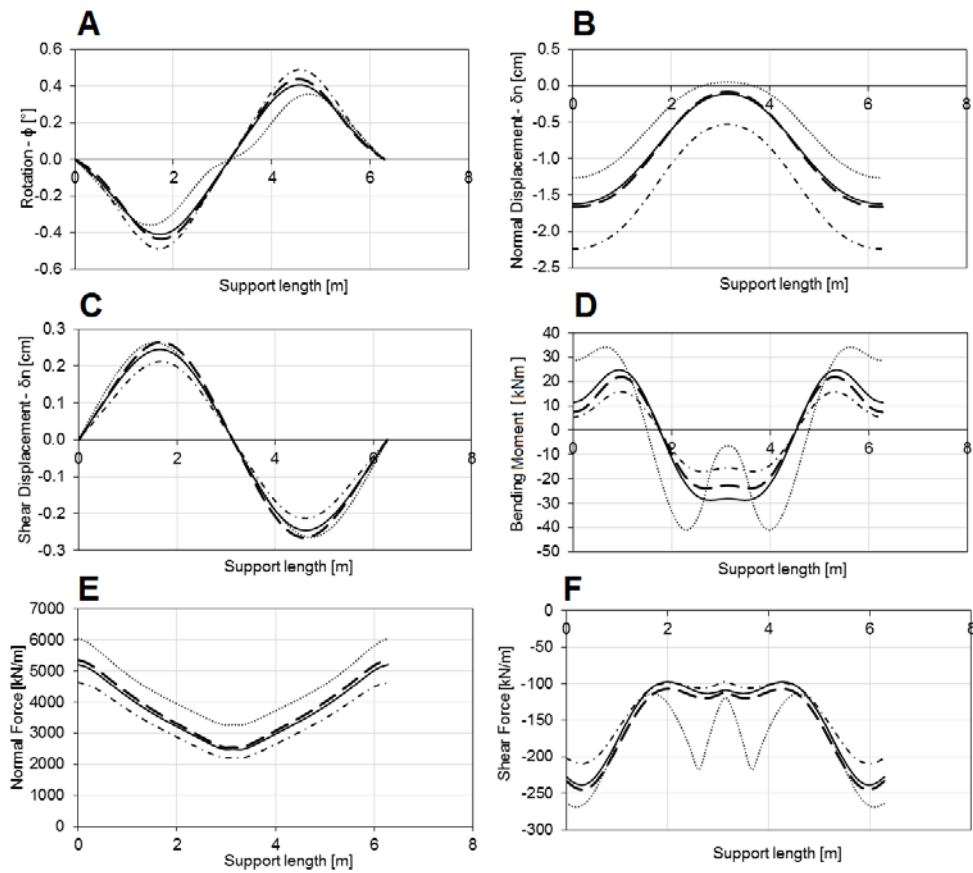 A
Rotation - ϕ [°]
0.6
0.4
0.2
0.0
-0.2
-0.4
-0.6
0 2 4 6 8
Support length [m]
B
Normal Displacement- δn [cm]
0.5
0.0
-0.5
-1.0
-1.5
-2.0
-2.5
0 2 4 6 8
Support length [m]
C
Shear Displacement- δn [cm]
0.3
0.2
0.1
0.0
-0.1
-0.2
-0.3
0 2 4 6 8
Support length [m]
D
Bending Moment [ kNm]
40
30
20
10
0
-10
-20
-30
-40
-50
0 2 4 6 8
Support length [m]
E
Normal Force [kN/m]
7000
6000
5000
4000
3000
2000
1000
0
0 2 4 6 8
Support length [m]
F
Shear Force [kN/m]
0
-50
-100
-150
-200
-250
-300
0 2 4 6 8
Support length [m]